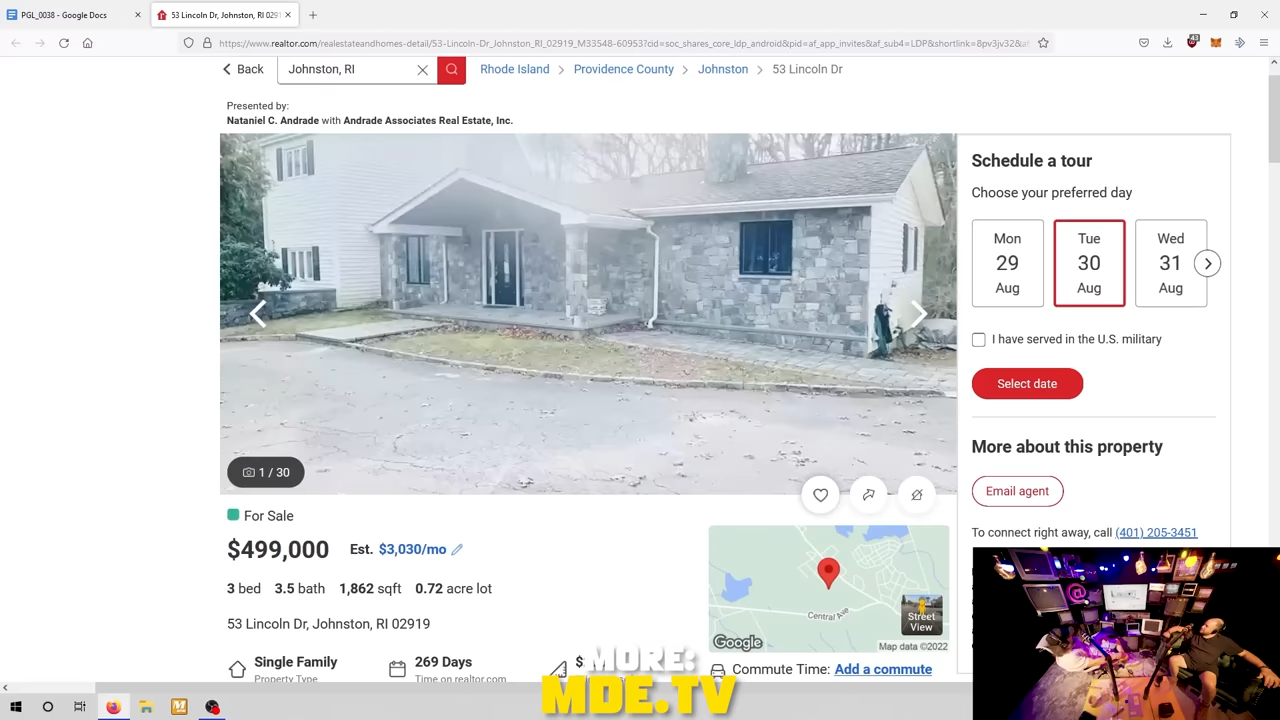 PGL_0038 - Google Docs
53 Lincoln Dr, Johnston, RI 0291
https://www.realtor.com/realestateandhomes-detail/53-Lincoln-Dr_Johnston_RI_02919_M33548-60953?cid=soc_shares_core_ldp_android&pid=af_app_invites&af_sub4=LDP&shortlink=8pv3jv32&af
43
Back
Johnston, RI
Rhode Island
Providence County
Johnston
53 Lincoln Dr
Presented by:
Nataniel C. Andrade with Andrade Associates Real Estate, Inc.
Schedule a tour
Choose your preferred day
Mon
29
Aug
Tue
30
Aug
Wed
31
Aug
I have served in the U.S. military
Select date
More about this property
Email agent
To connect right away, call (401) 205-3451
1 / 30
For Sale
$499,000
Est. $3,030/mo
3 bed 3.5 bath 1,862 sqft 0.72 acre lot
53 Lincoln Dr, Johnston, RI 02919
Central Ave
Street
View
Google
Map data ©2022
Single Family
Property Type
269 Days
Time on realtor.com
Commute Time: Add a commute
MORE:
MDE.TV